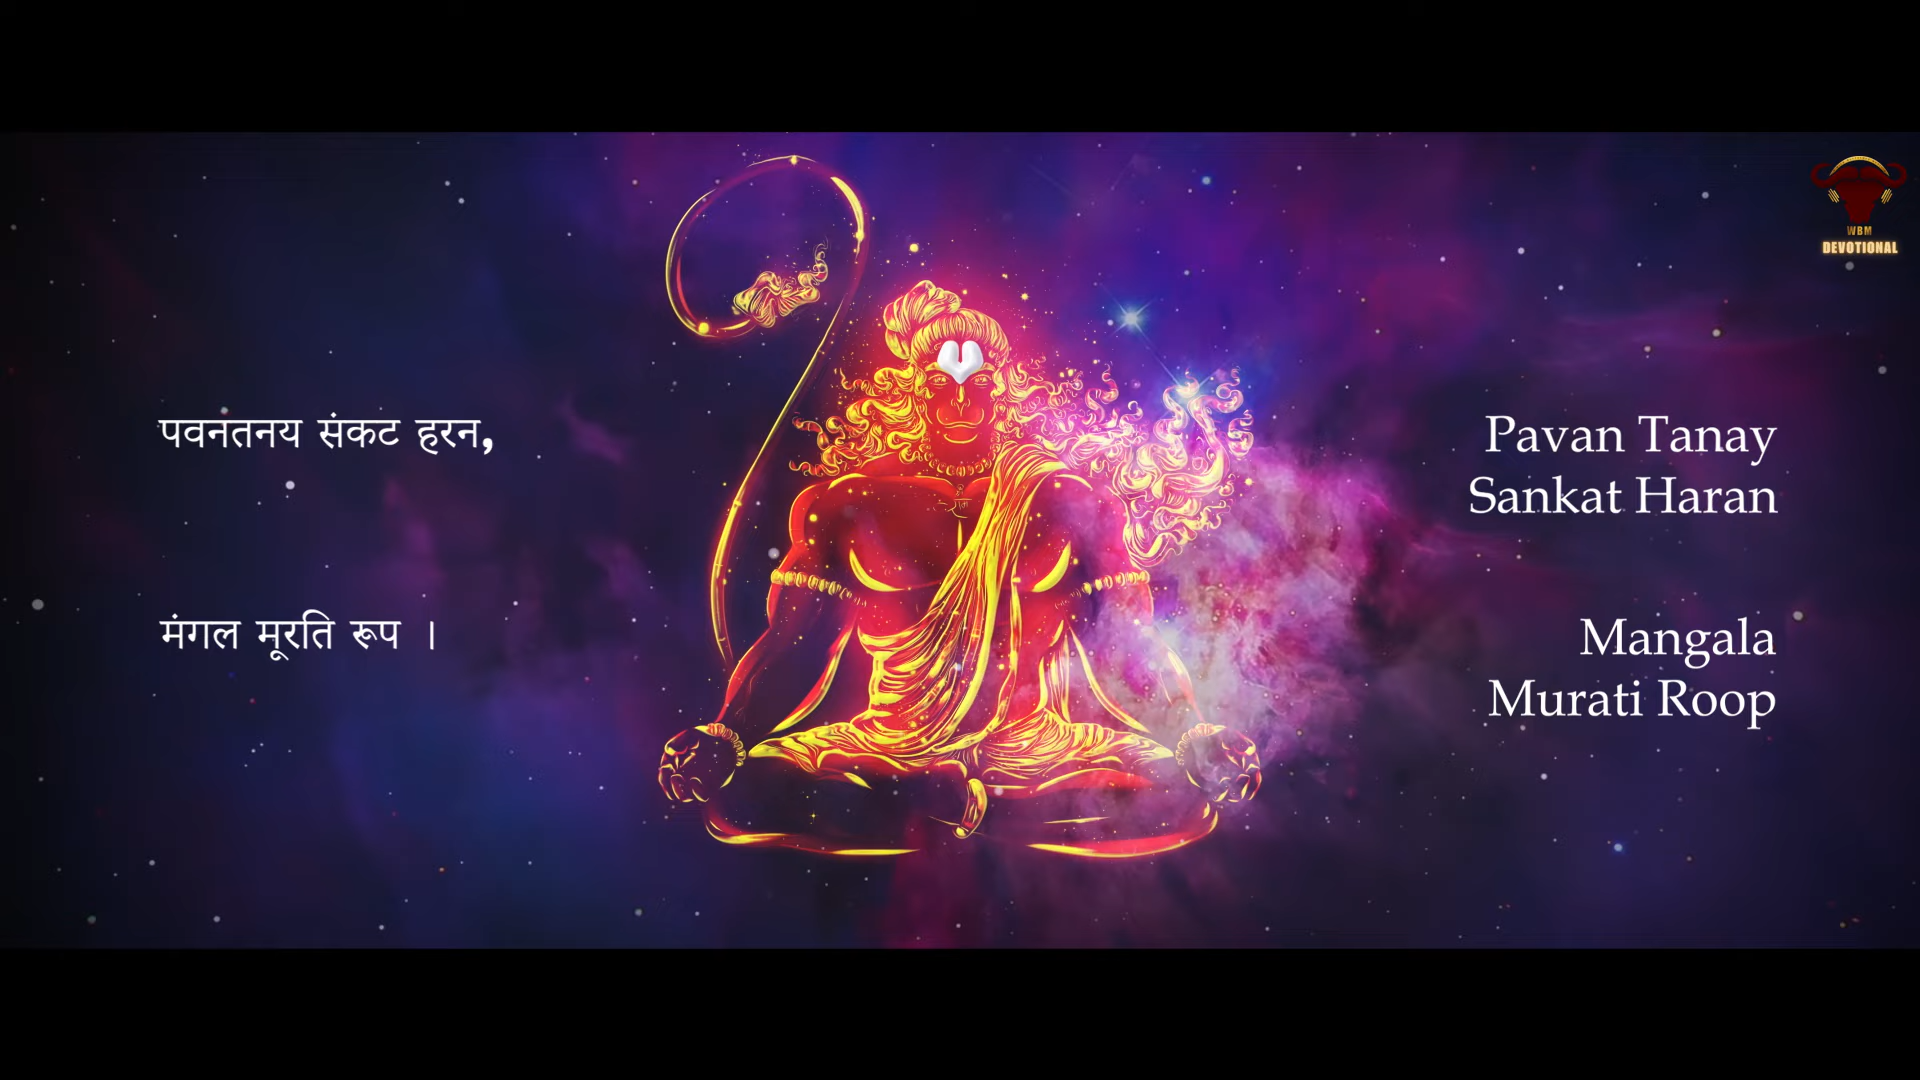 पवनतनय संकट हरन,
मंगल मूरति रूप ।
Pavan Tanay
Sankat Haran
Mangala
Murati Roop
WBM
DEVOTIONAL